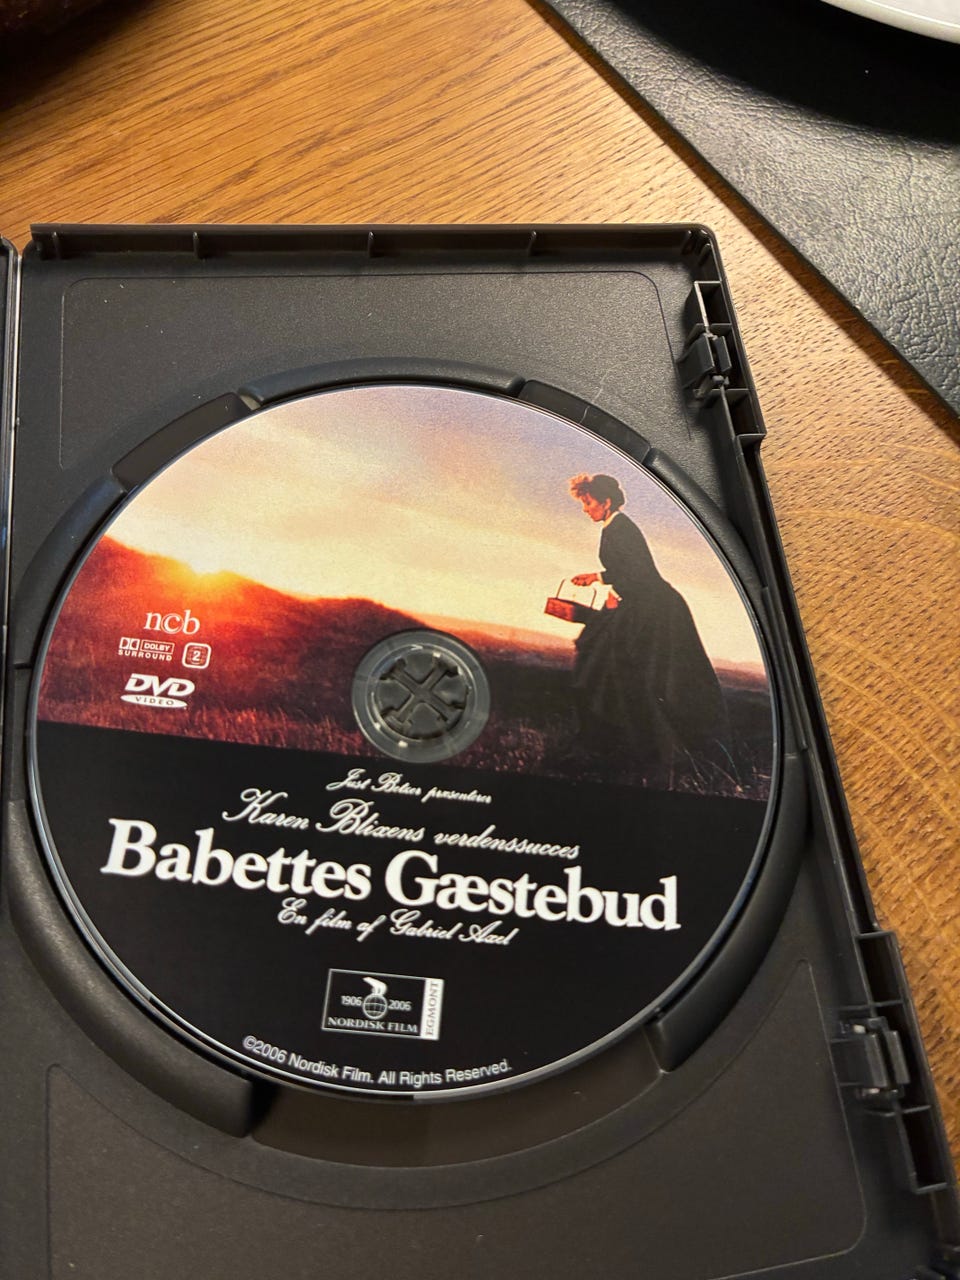 ncb
DOLBY
SURROUND
2
DVD
VIDEO
Just Betzer præsenterer
Karen Blixens verdenssucces
Babettes Gæstebud
En film af Gabriel Axel
1906 2006
NORDISK FILM
EGMONT
©2006 Nordisk Film. All Rights Reserved.